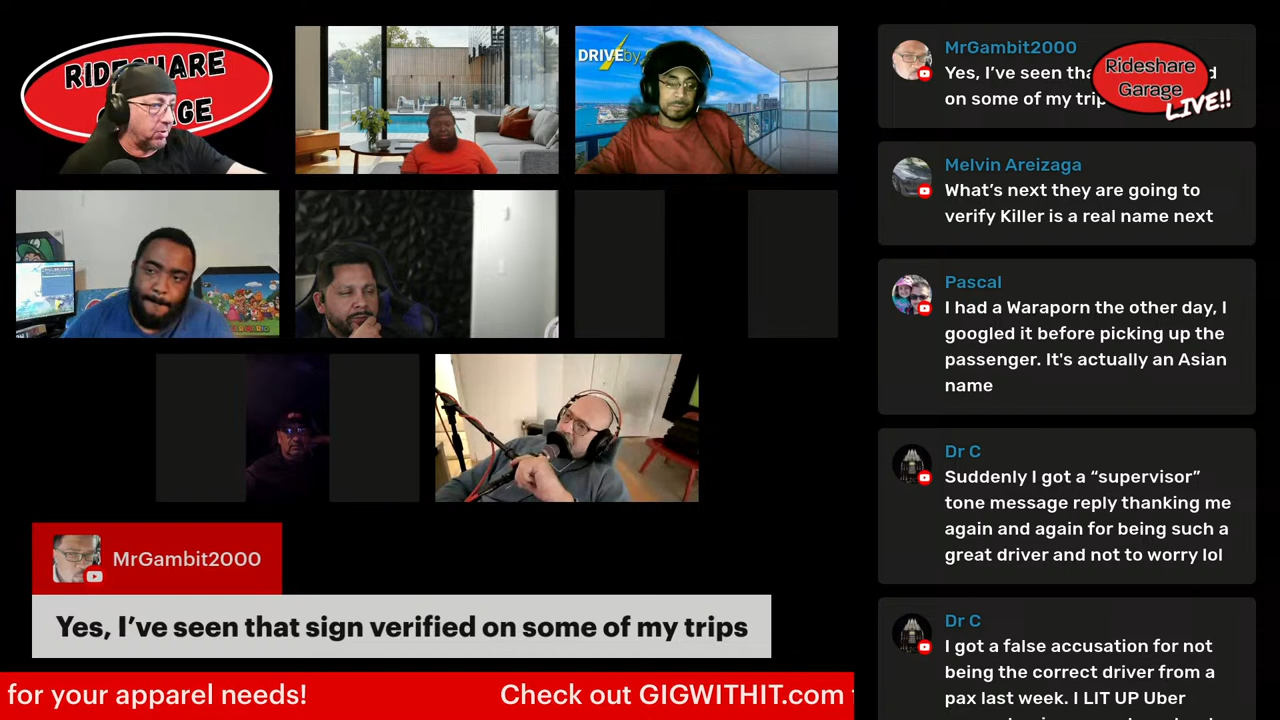 RIDESHARE
GARAGE
DRIVE
MrGambit2000
Yes, I've seen that sign verified on some of my trips
for your apparel needs!
Check out GIGWITHIT.com
MrGambit2000
Yes, I've seen
on some of my
Rideshare
Garage
LIVE!!
Melvin Areizaga
What's next they are going to
verify Killer is a real name next
Pascal
I had a Waraporn the other day, I
googled it before picking up the
passenger. It's actually an Asian
name
Dr C
Suddenly I got a “supervisor”
tone message reply thanking me
again and again for being such a
great driver and not to worry lol
Dr C
I got a false accusation for not
being the correct driver from a
pax last week. I LIT UP Uber